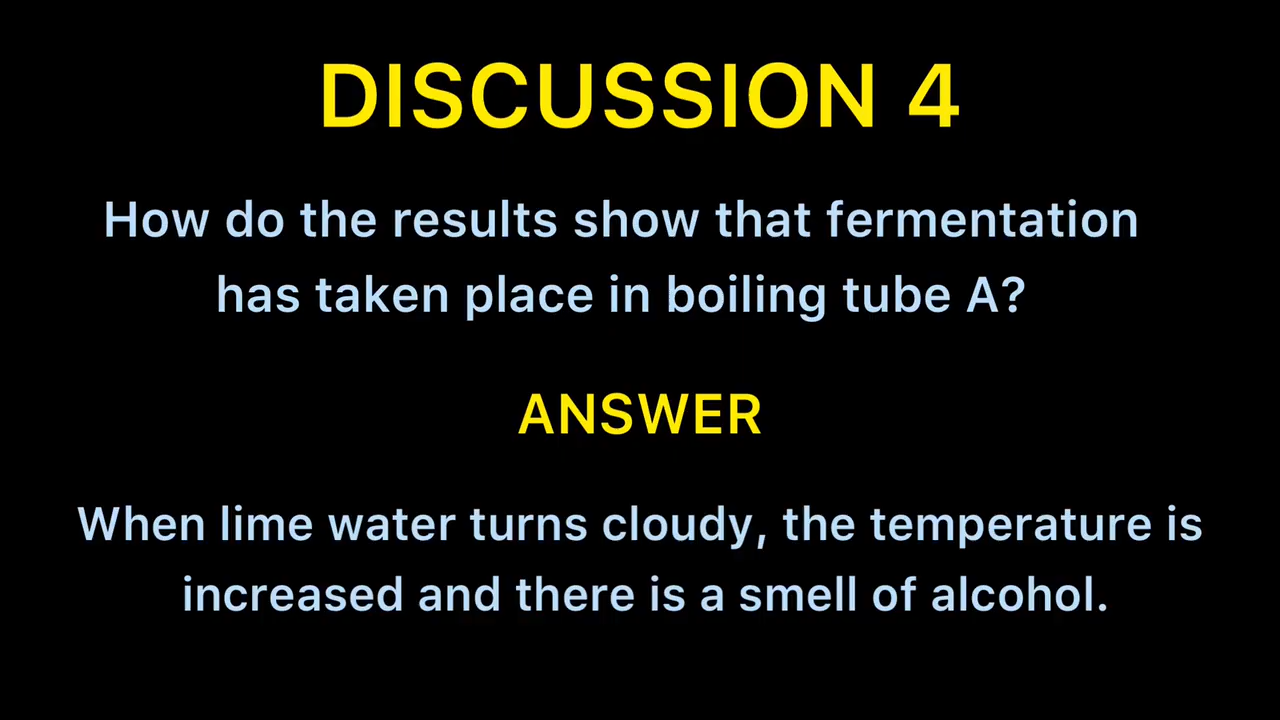 DISCUSSION 4
How do the results show that fermentation
has taken place in boiling tube A?
ANSWER
When lime water turns cloudy, the temperature is
increased and there is a smell of alcohol.